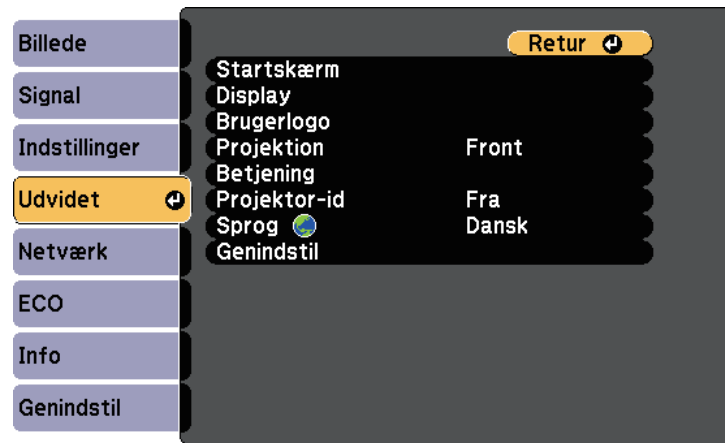 Billede
Signal
Indstillinger
Udvidet
Netværk
ECO
Info
Genindstil
Retur
Startskærm
Display
Brugerlogo
Projektion Front
Betjening
Projektor-id Fra
Sprog Dansk
Genindstil